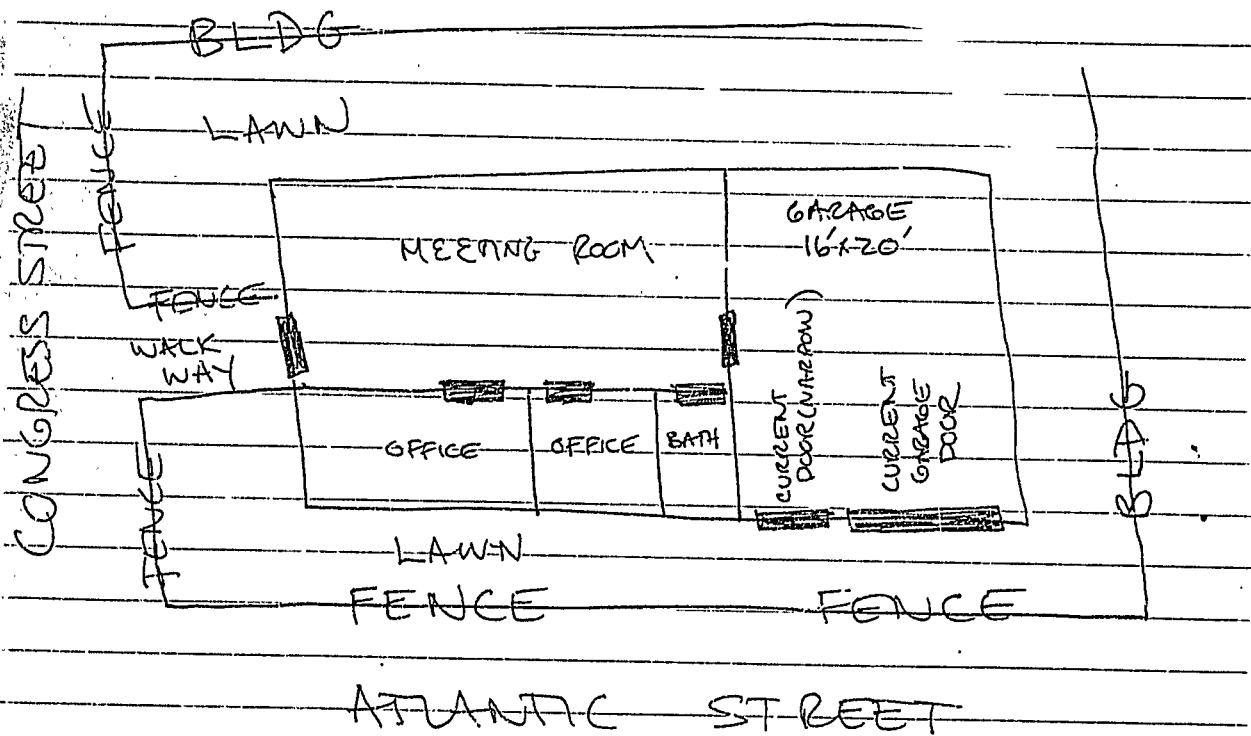 BLDG
LAWN
CONGRESS STREET
FENCE
MEETING ROOM
GARAGE
16'X20'
FENCE
WALK
WAY
CURRENT
DOOR(NARROW)
CURRENT
GARAGE
DOOR
BLDG
OFFICE
OFFICE
BATH
FENCE
LAWN
FENCE
FENCE
ATLANTIC STREET